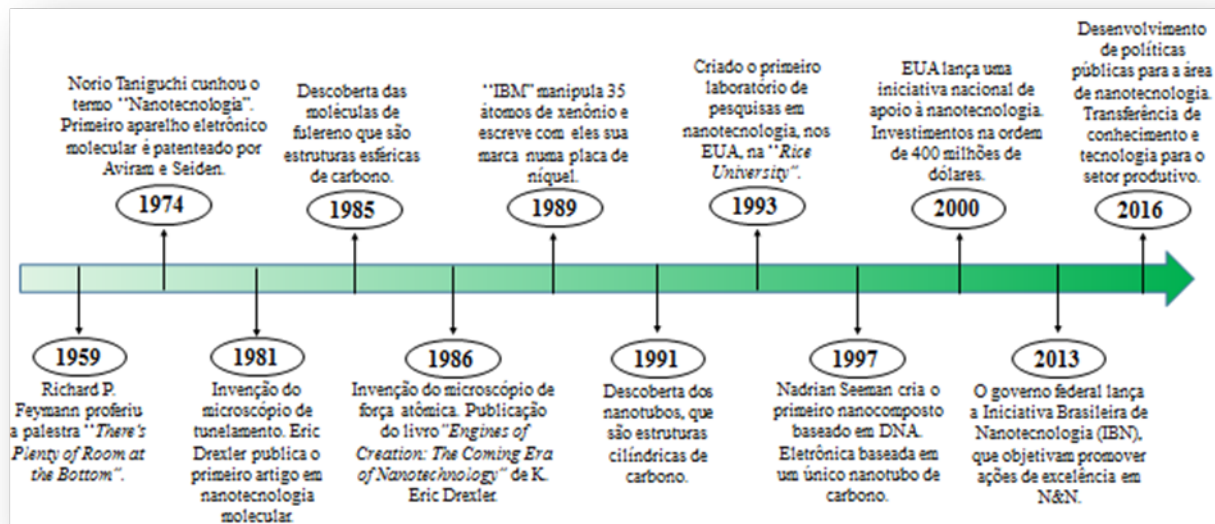 Norio Taniguchi cunhou o
termo "Nanotecnologia".
Primeiro aparelho eletrônico
molecular é patenteado por
Aviram e Seiden.
1974
Descoberta das
moléculas de
fulereno que são
estruturas esféricas
de carbono.
1985
"IBM" manipula 35
átomos de xenônio e
escreve com eles sua
marca numa placa de
níquel.
1989
Criado o primeiro
laboratório de
pesquisas em
nanotecnologia, nos
EUA, na "Rice
University".
1993
EUA lança uma
iniciativa nacional de
apoio à nanotecnologia.
Investimentos na ordem
de 400 milhões de
dólares.
2000
Desenvolvimento
de políticas
públicas para a área
de nanotecnologia.
Transferência de
conhecimento e
tecnologia para o
setor produtivo.
2016
1959
Richard P.
Feymann proferiu
a palestra "There's
Plenty of Room at
the Bottom".
1981
Invenção do
microscópio de
tunelamento. Eric
Drexler publica o
primeiro artigo em
nanotecnologia
molecular.
1986
Invenção do microscópio de
força atômica. Publicação
do livro "Engines of
Creation: The Coming Era
of Nanotechnology" de K.
Eric Drexler.
1991
Descoberta dos
nanotubos, que
são estruturas
cilíndricas de
carbono.
1997
Nadrian Seeman cria o
primeiro nanocomposto
baseado em DNA.
Eletrônica baseada em
um único nanotubo de
carbono.
2013
O governo federal lança
a Iniciativa Brasileira de
Nanotecnologia (IBN),
que objetivam promover
ações de excelência em
N&N.